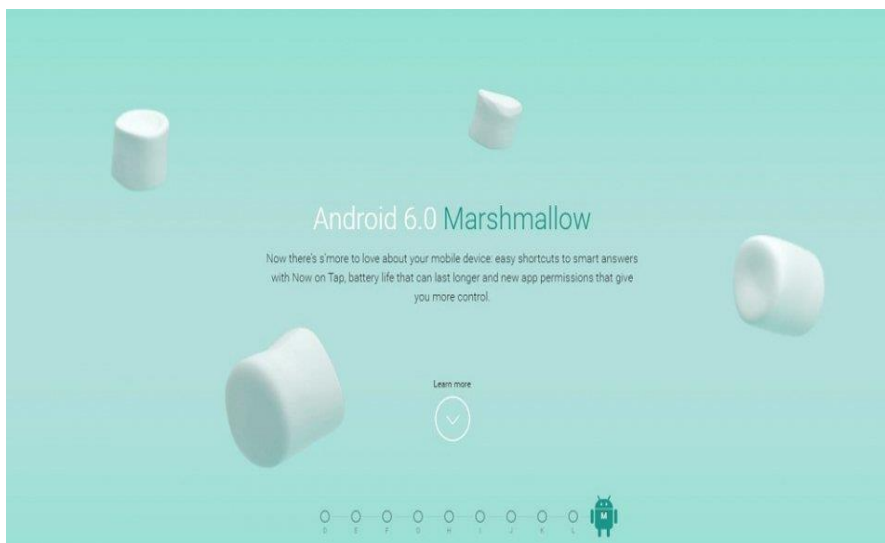 Android 6.0 Marshmallow
Now there's s'more to love about your mobile device: easy shortcuts to smart answers
with Now on Tap, battery life that can last longer and new app permissions that give
you more control.
Learn more
M
D E F G H I J K L